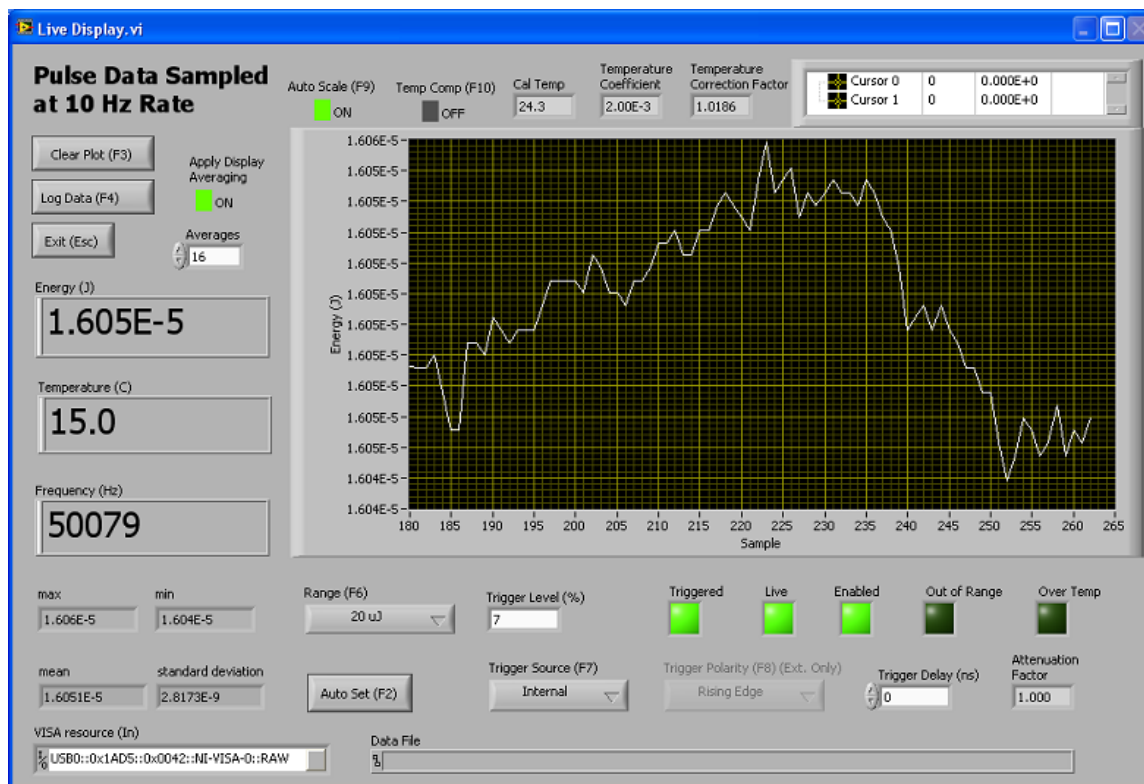 Live Display.vi
Pulse Data Sampled
at 10 Hz Rate
Auto Scale (F9)
ON
Temp Comp (F10)
OFF
Cal Temp
24.3
Temperature
Coefficient
2.00E-3
Temperature
Correction Factor
1.0186
Cursor 0 0 0.000E+0
Cursor 1 0 0.000E+0
Clear Plot (F3)
Log Data (F4)
Exit (Esc)
Apply Display
Averaging
ON
Averages
16
Energy (J)
1.605E-5
Temperature (C)
15.0
Frequency (Hz)
50079
Energy (J)
1.606E-5
1.605E-5
1.605E-5
1.605E-5
1.605E-5
1.605E-5
1.605E-5
1.605E-5
1.605E-5
1.605E-5
1.605E-5
1.604E-5
1.604E-5
180 185 190 195 200 205 210 215 220 225 230 235 240 245 250 255 260 265
Sample
max
1.606E-5
min
1.604E-5
mean
1.6051E-5
standard deviation
2.8173E-9
Range (F6)
20 uJ
Auto Set (F2)
Trigger Level (%)
7
Triggered
Live
Enabled
Out of Range
Over Temp
Trigger Source (F7)
Internal
Trigger Polarity (F8) (Ext. Only)
Rising Edge
Trigger Delay (ns)
0
Attenuation
Factor
1.000
VISA resource (In)
USB0::0x1AD5::0x0042::NI-VISA-0::RAW
Data File